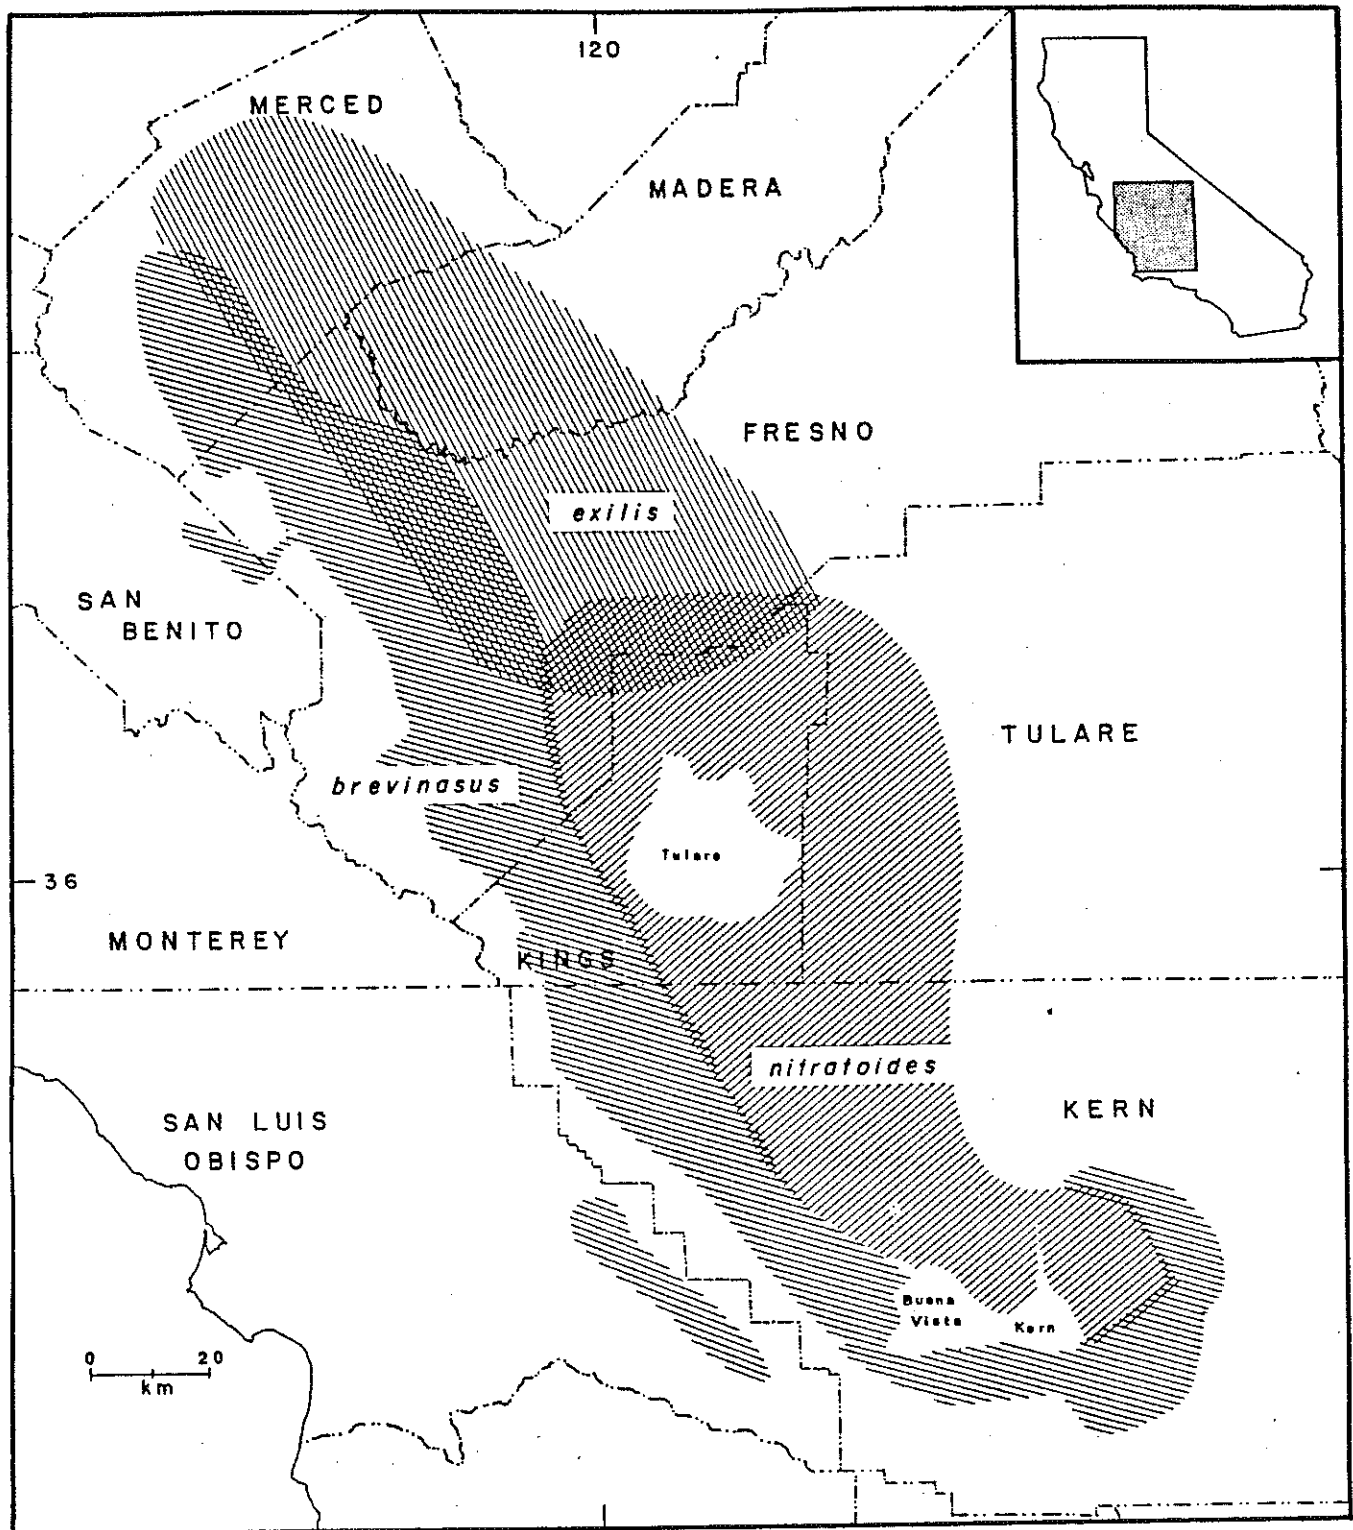 120
MERCED
MADERA
FRESNO
exilis
SAN
BENITO
TULARE
brevinasus
Tulare
36
MONTEREY
KINGS
nitratoides
KERN
SAN LUIS
OBISPO
Buena
Vista
Kern
0 20
km